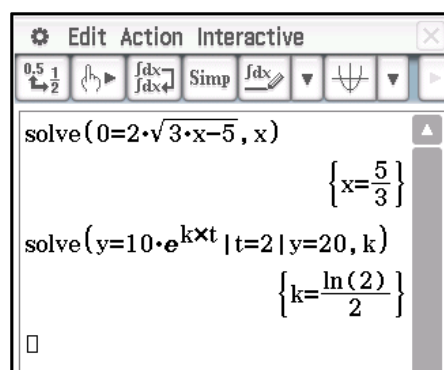 Edit Action Interactive
0.5 1/2 ∫dx ∫dx Simp ∫dx
solve(0=2·√3·x−5,x)
{x=5/3}
solve(y=10·e^k×t|t=2|y=20,k)
{k=ln(2)/2}